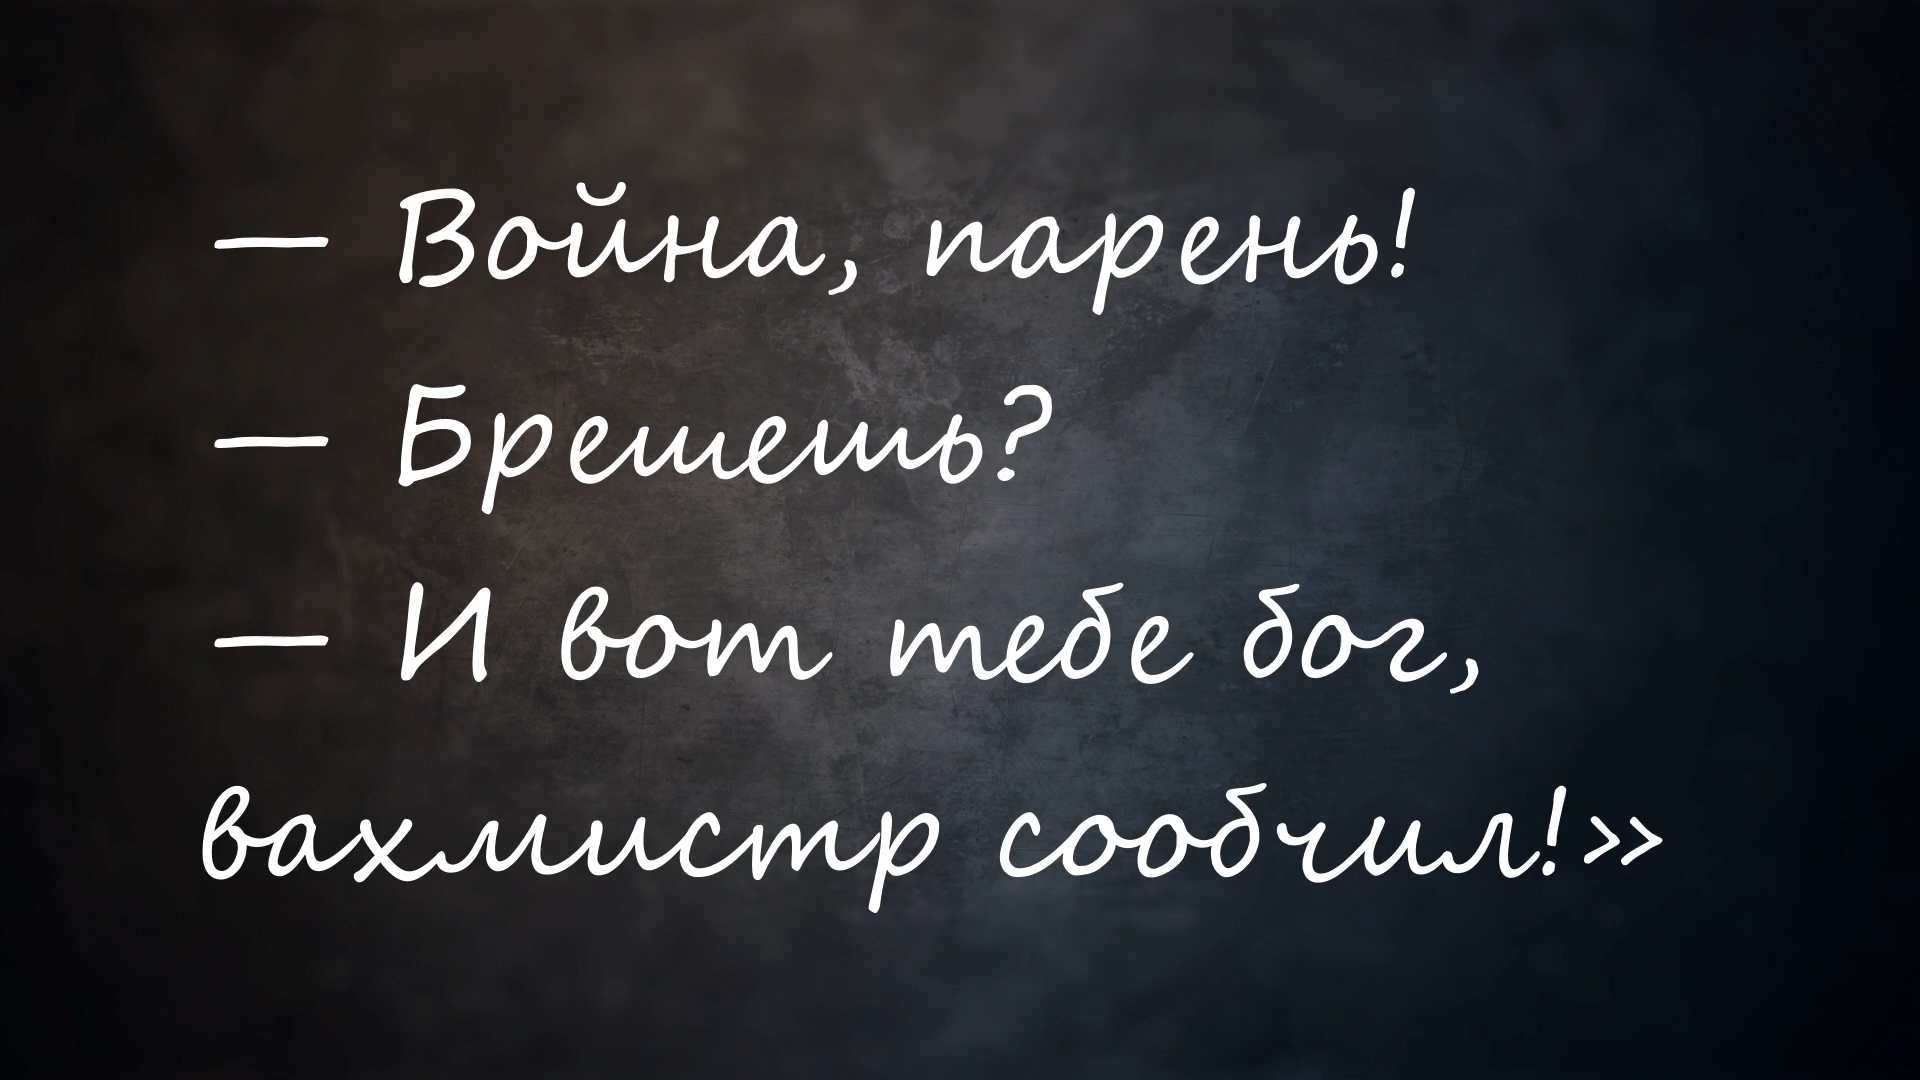 — Война, парень!
— Брешешь?
— И вот тебе бог,
вахмистр сообчил!»